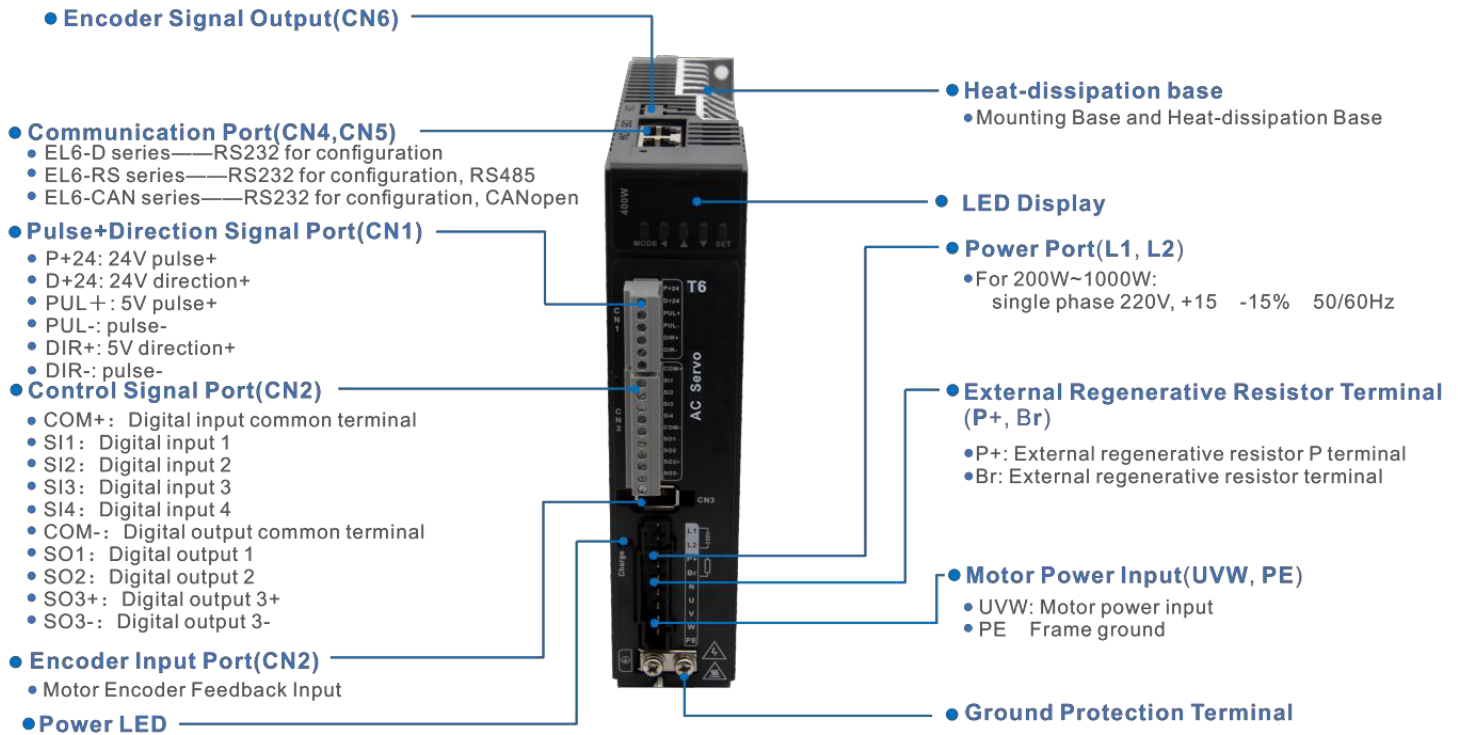 Encoder Signal Output(CN6)
Communication Port(CN4,CN5)
EL6-D series——RS232 for configuration
EL6-RS series——RS232 for configuration, RS485
EL6-CAN series——RS232 for configuration, CANopen
Pulse+Direction Signal Port(CN1)
P+24: 24V pulse+
D+24: 24V direction+
PUL+: 5V pulse+
PUL-: pulse-
DIR+: 5V direction+
DIR-: pulse-
Control Signal Port(CN2)
COM+: Digital input common terminal
SI1: Digital input 1
SI2: Digital input 2
SI3: Digital input 3
SI4: Digital input 4
COM-: Digital output common terminal
SO1: Digital output 1
SO2: Digital output 2
SO3+: Digital output 3+
SO3-: Digital output 3-
Encoder Input Port(CN2)
Motor Encoder Feedback Input
Power LED
400W
MODE SET
T6
AC Servo
CN1
P+24
D+24
PUL+
PUL-
DIR+
DIR-
CN2
COM+
SI1
SI2
SI3
SI4
COM-
SO1
SO2
SO3+
SO3-
CN3
Charge
L1
L2
220V
P+
Br
N
U
V
W
PE
Heat-dissipation base
Mounting Base and Heat-dissipation Base
LED Display
Power Port(L1, L2)
For 200W~1000W:
single phase 220V, +15 -15% 50/60Hz
External Regenerative Resistor Terminal
(P+, Br)
P+: External regenerative resistor P terminal
Br: External regenerative resistor terminal
Motor Power Input(UVW, PE)
UVW: Motor power input
PE Frame ground
Ground Protection Terminal